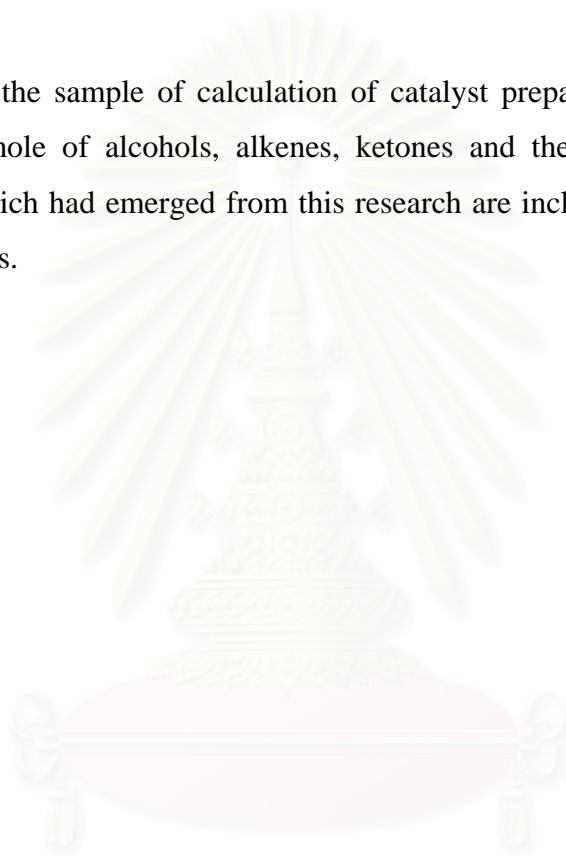 the sample of calculation of catalyst prepa
of alcohols, alkenes, ketones and the
ich had emerged from this research are incl
s.